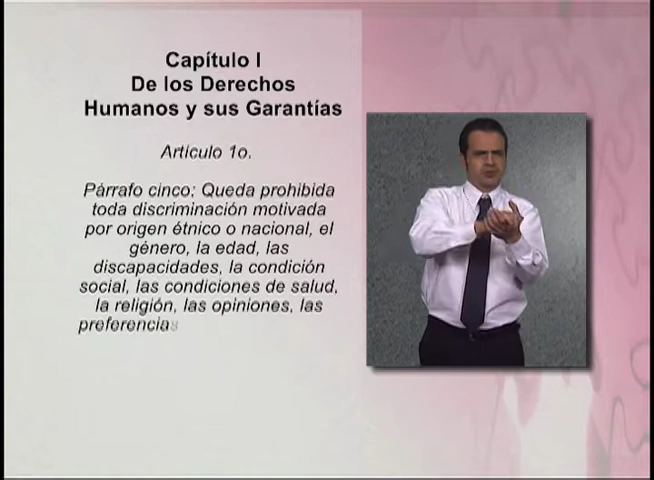 Capítulo I
De los Derechos
Humanos y sus Garantías
Artículo 1o.
Párrafo cinco: Queda prohibida
toda discriminación motivada
por origen étnico o nacional, el
género, la edad, las
discapacidades, la condición
social, las condiciones de salud,
la religión, las opiniones, las
preferencias